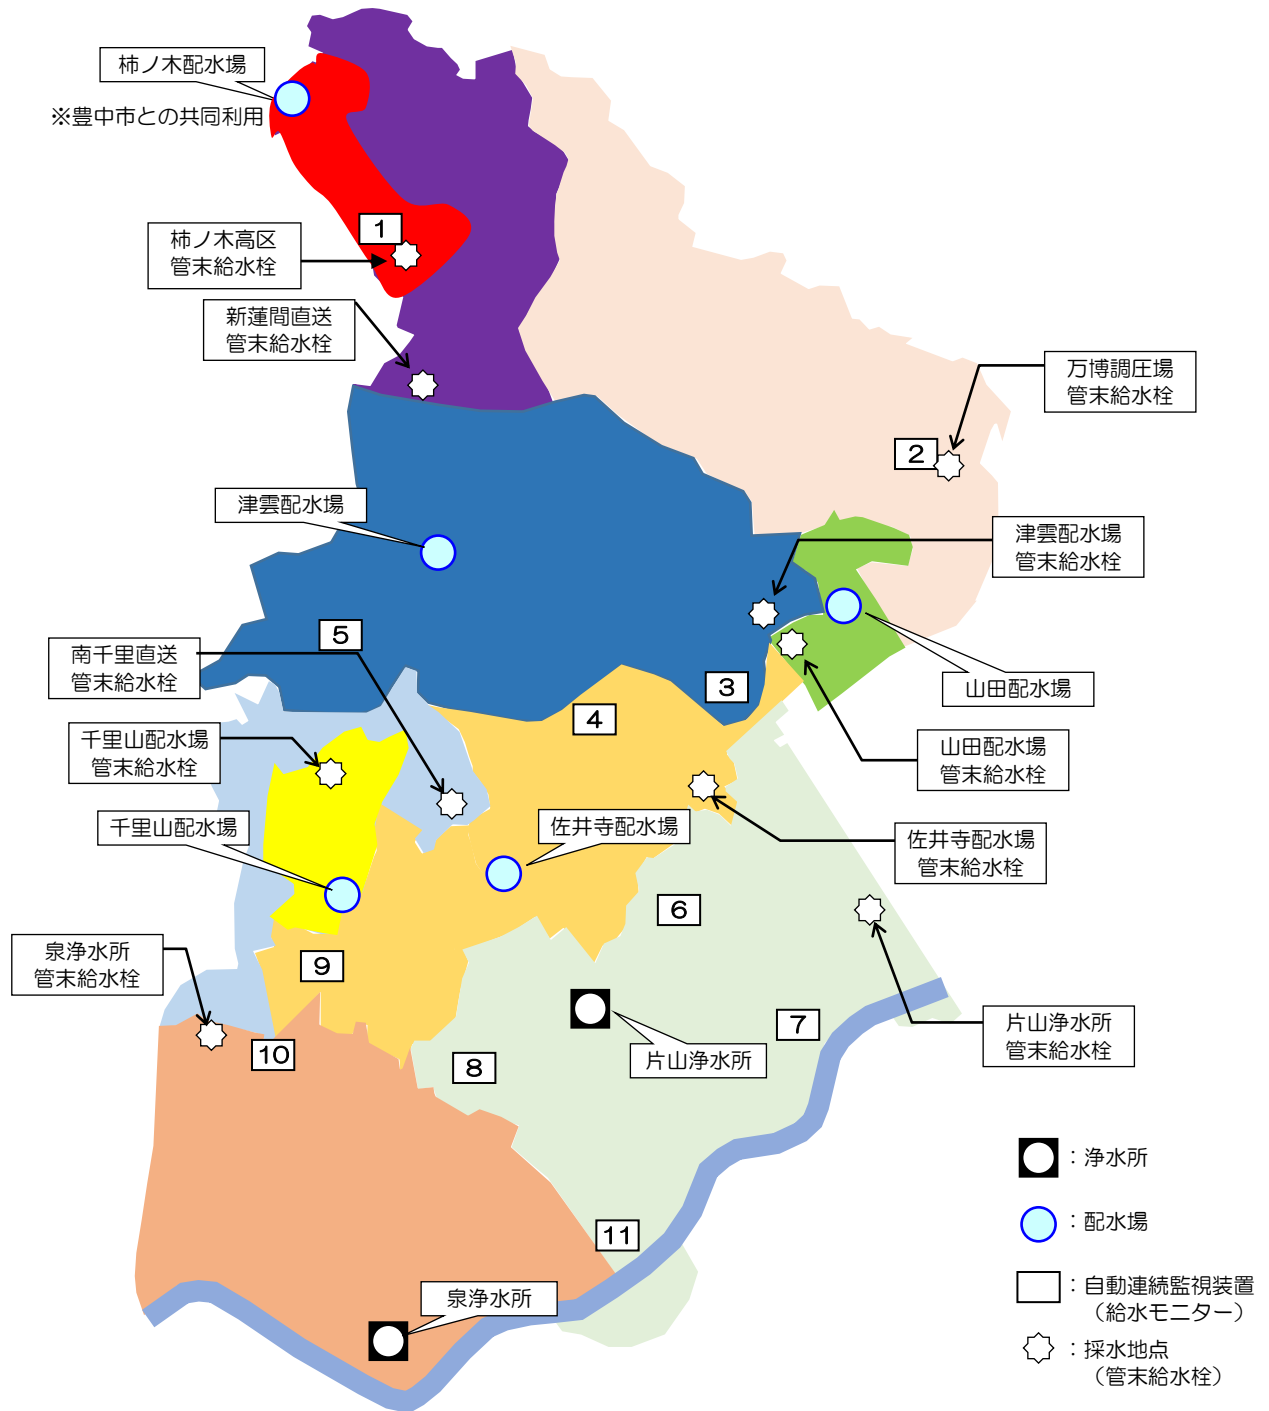 柿ノ木配水場
※豊中市との共同利用
1
柿ノ木高区
管末給水栓
新蓮間直送
管末給水栓
万博調圧場
管末給水栓
2
津雲配水場
津雲配水場
管末給水栓
5
南千里直送
管末給水栓
3
山田配水場
4
千里山配水場
管末給水栓
山田配水場
管末給水栓
千里山配水場
佐井寺配水場
佐井寺配水場
管末給水栓
6
泉浄水所
管末給水栓
9
7
片山浄水所
管末給水栓
10
8
片山浄水所
：浄水所
：配水場
11
：自動連続監視装置
（給水モニター）
泉浄水所
：採水地点
（管末給水栓）